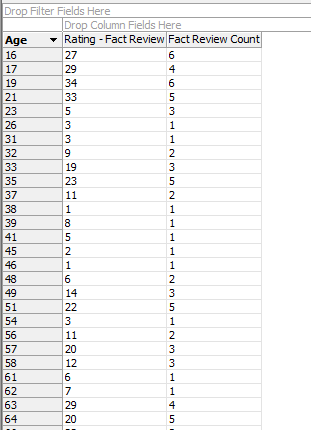 Drop Filter Fields Here
Drop Column Fields Here
Age Rating - Fact Review Fact Review Count
16 27 6
17 29 4
19 34 6
21 33 5
23 5 3
26 3 1
31 3 1
32 9 2
33 19 3
35 23 5
37 11 2
38 1 1
39 8 1
41 5 1
45 2 1
46 1 1
48 6 2
49 14 3
51 22 5
54 3 1
56 11 2
57 20 3
58 12 3
61 6 1
62 7 1
63 29 4
64 20 5